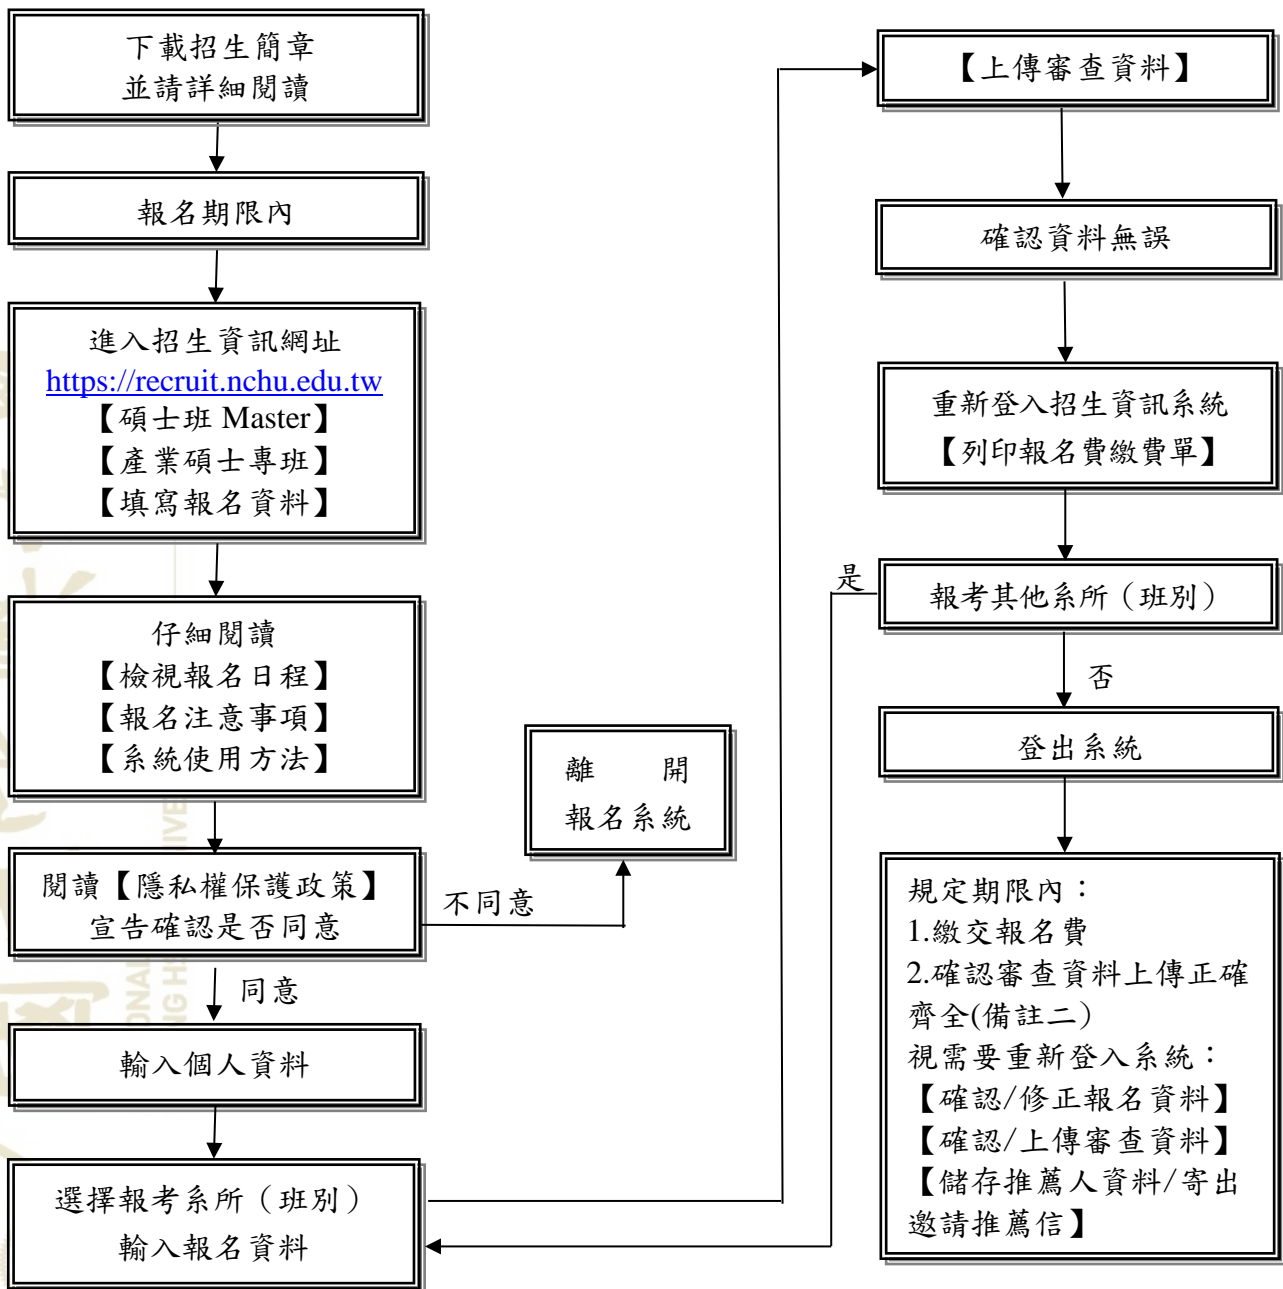 下載招生簡章
並請詳細閱讀
報名期限內
進入招生資訊網址
https://recruit.nchu.edu.tw
【碩士班 Master】
【產業碩士專班】
【填寫報名資料】
仔細閱讀
【檢視報名日程】
【報名注意事項】
【系統使用方法】
閱讀【隱私權保護政策】
宣告確認是否同意
不同意
離 開
報名系統
同意
輸入個人資料
選擇報考系所（班別）
輸入報名資料
【上傳審查資料】
確認資料無誤
重新登入招生資訊系統
【列印報名費繳費單】
報考其他系所（班別）
是
否
登出系統
規定期限內：
1.繳交報名費
2.確認審查資料上傳正確
齊全(備註二）
視需要重新登入系統：
【確認/修正報名資料】
【確認/上傳審查資料】
【儲存推薦人資料/寄出
邀請推薦信】